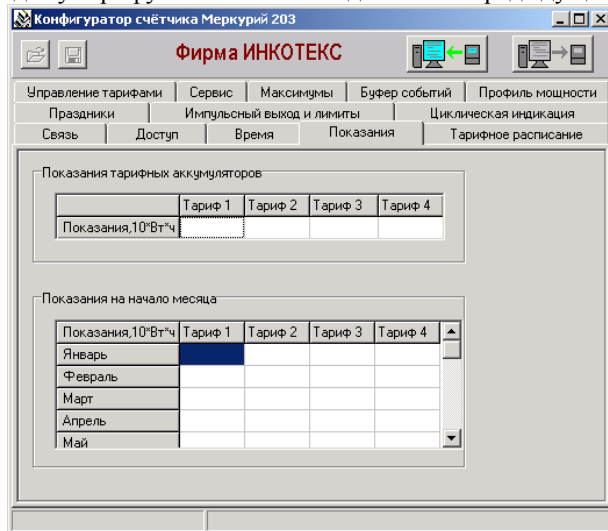 Конфигуратор счётчика Меркурий 203
Фирма ИНКОТЕКС
Управление тарифами Сервис Максимумы Буфер событий Профиль мощности
Праздники Импульсный выход и лимиты Циклическая индикация
Связь Доступ Время Показания Тарифное расписание
Показания тарифных аккумуляторов
Тариф 1 Тариф 2 Тариф 3 Тариф 4
Показания,10*Вт*ч
Показания на начало месяца
Показания,10*Вт*ч Тариф 1 Тариф 2 Тариф 3 Тариф 4
Январь
Февраль
Март
Апрель
Май